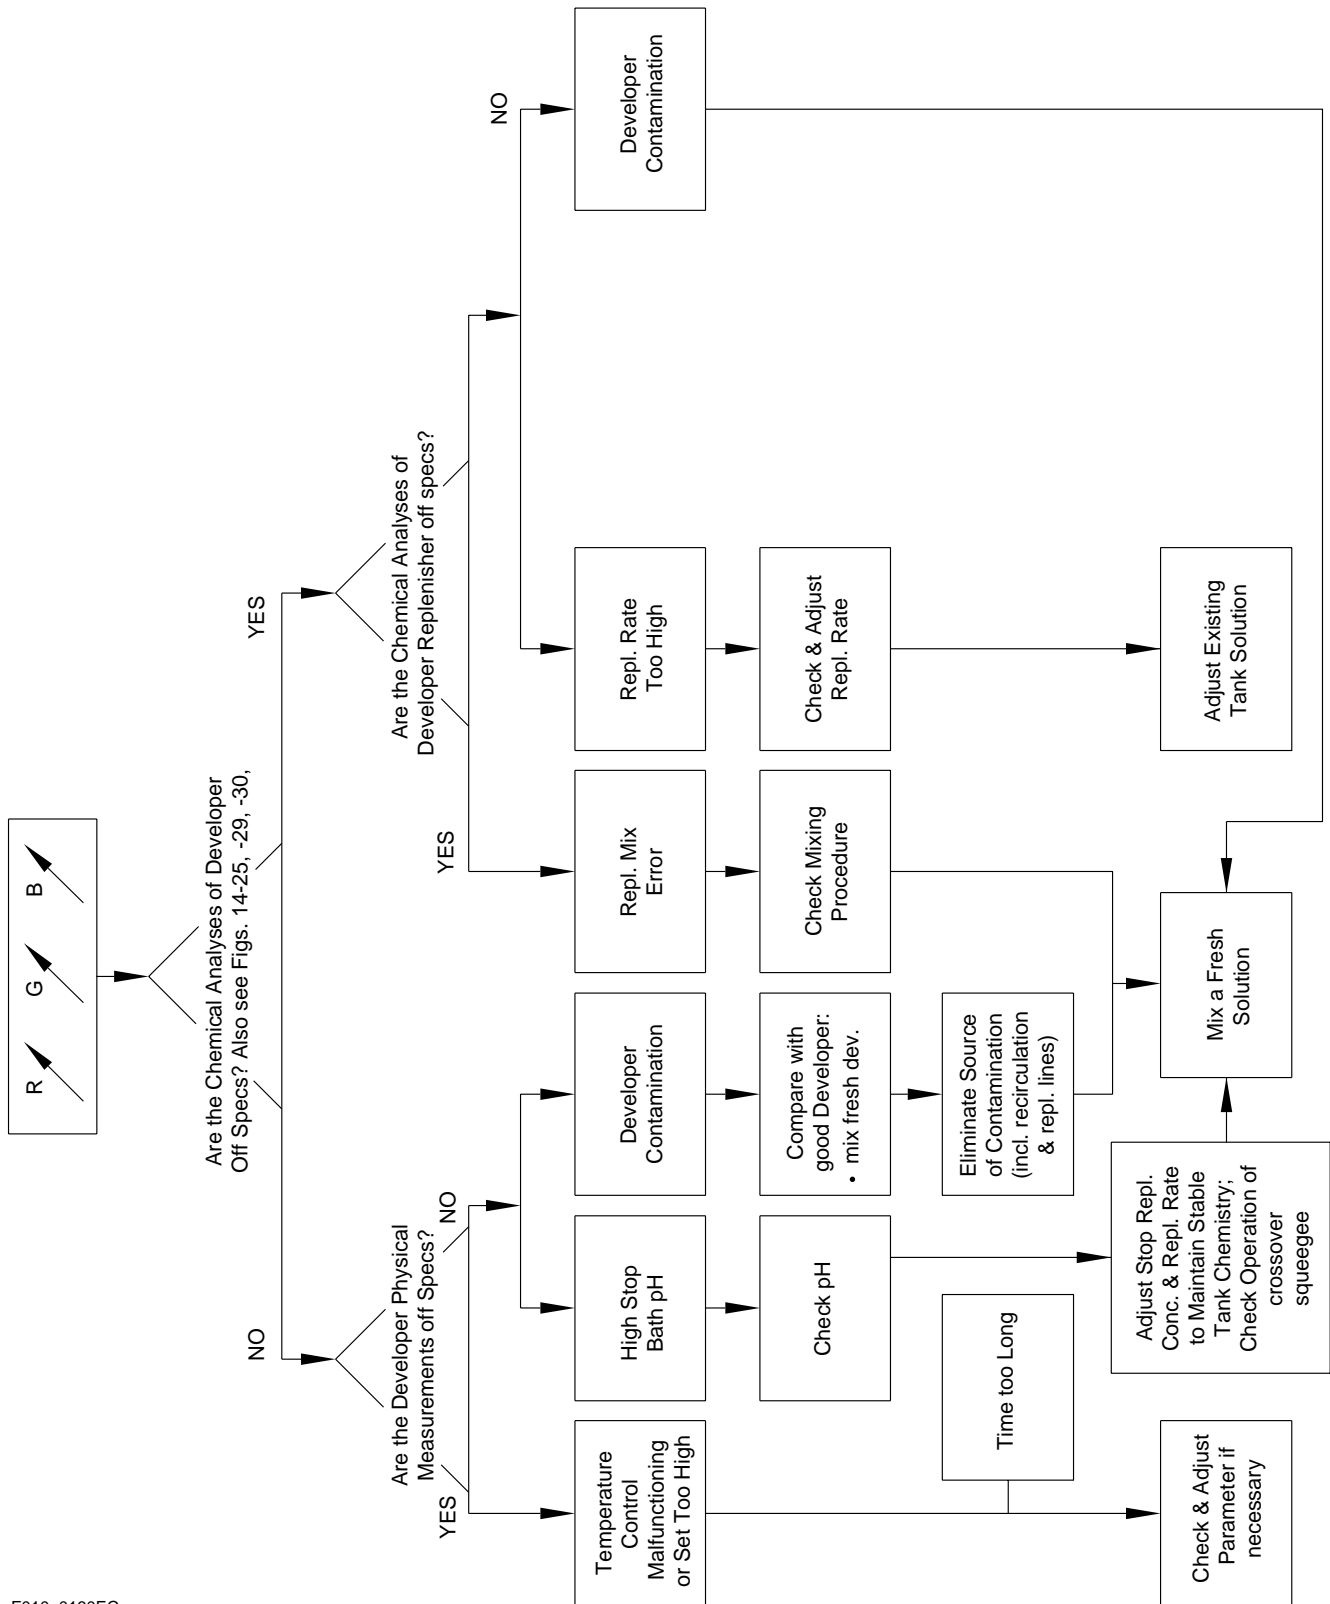 R
G
B
Are the Chemical Analyses of Developer
Off Specs? Also see Figs. 14-25, -29, -30,
NO
YES
Are the Developer Physical
Measurements off Specs?
Are the Chemical Analyses of
Developer Replenisher off specs?
YES
NO
YES
NO
Temperature
Control
Malfunctioning
or Set Too High
High Stop
Bath pH
Developer
Contamination
Repl. Mix
Error
Repl. Rate
Too High
Developer
Contamination
Check pH
Compare with
good Developer:
• mix fresh dev.
Check Mixing
Procedure
Check & Adjust
Repl. Rate
Time too Long
Eliminate Source
of Contamination
(incl. recirculation
& repl. lines)
Adjust Stop Repl.
Conc. & Repl. Rate
to Maintain Stable
Tank Chemistry;
Check Operation of
crossover
squeegee
Check & Adjust
Parameter if
necessary
Mix a Fresh
Solution
Adjust Existing
Tank Solution